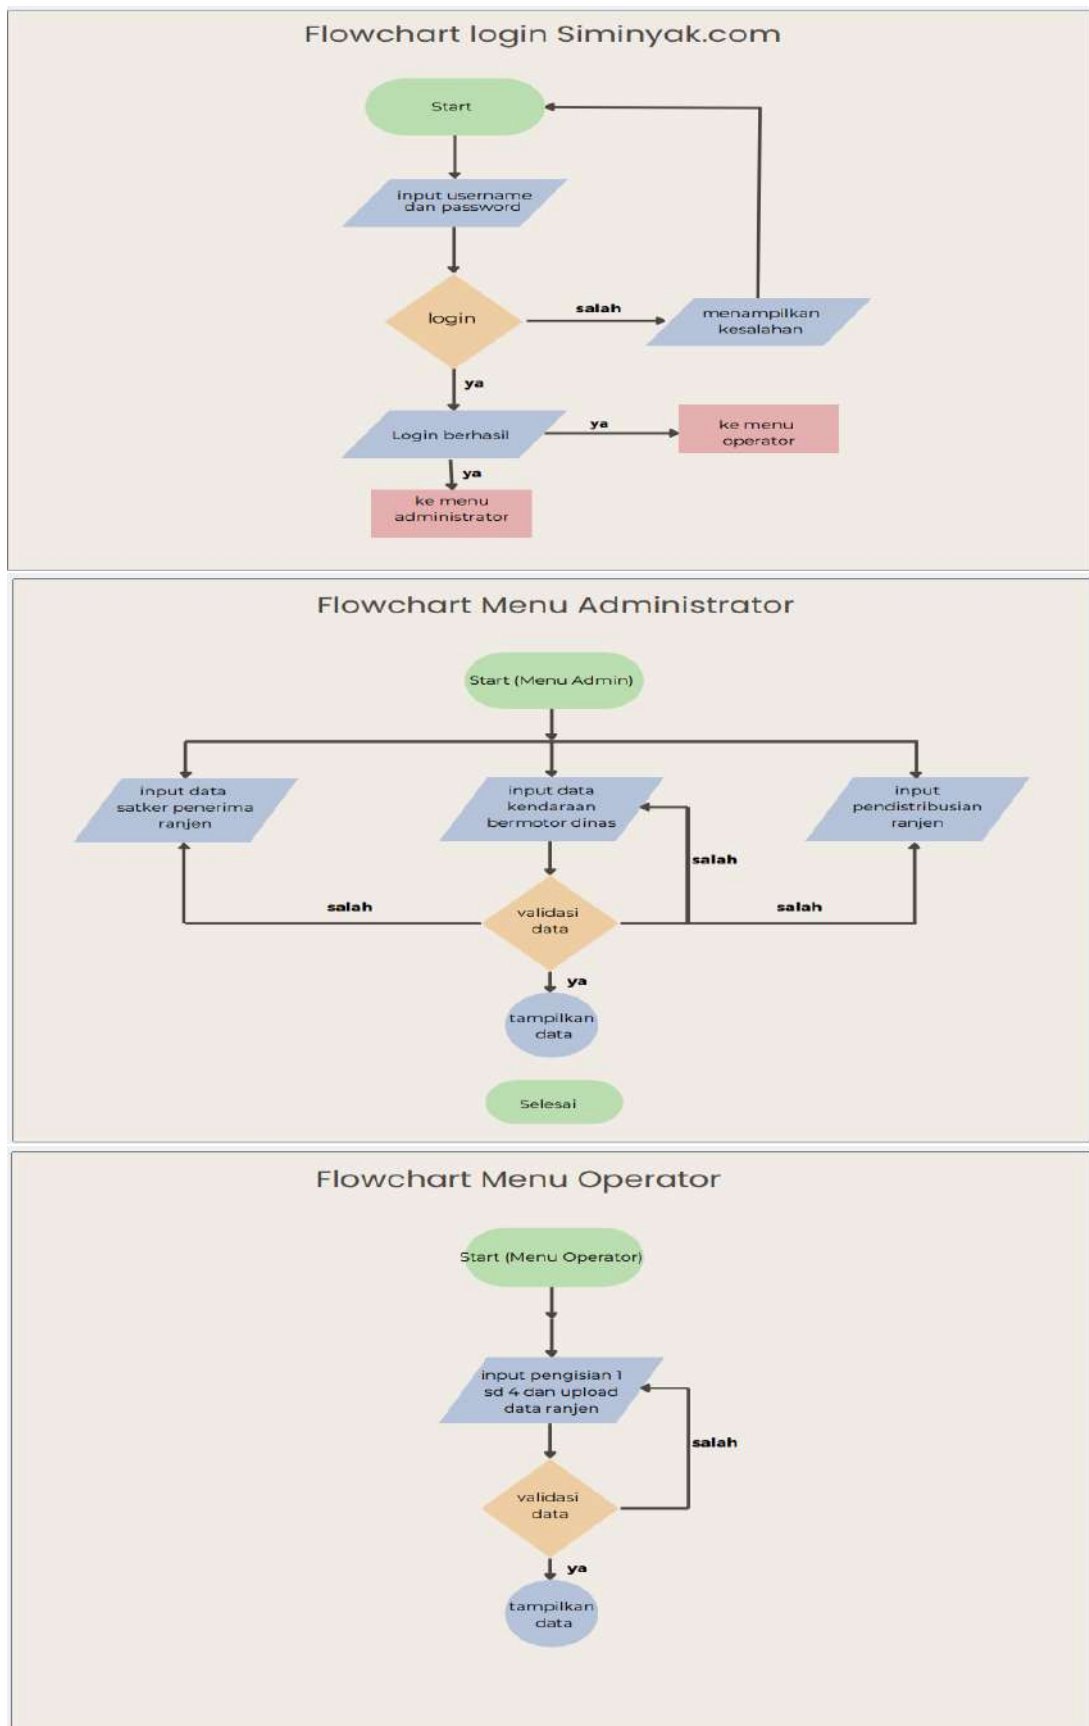 Flowchart login Siminyak.com
Start
input username
dan password
login
salah
menampilkan
kesalahan
ya
Login berhasil
ya
ke menu
operator
ya
ke menu
administrator
Flowchart Menu Administrator
Start (Menu Admin)
input data
satker penerima
ranjen
input data
kendaraan
bermotor dinas
input
pendistribusian
ranjen
salah
salah
validasi
data
salah
ya
tampilkan
data
Selesai
Flowchart Menu Operator
Start (Menu Operator)
input pengisian 1
sd 4 dan upload
data ranjen
salah
validasi
data
ya
tampilkan
data